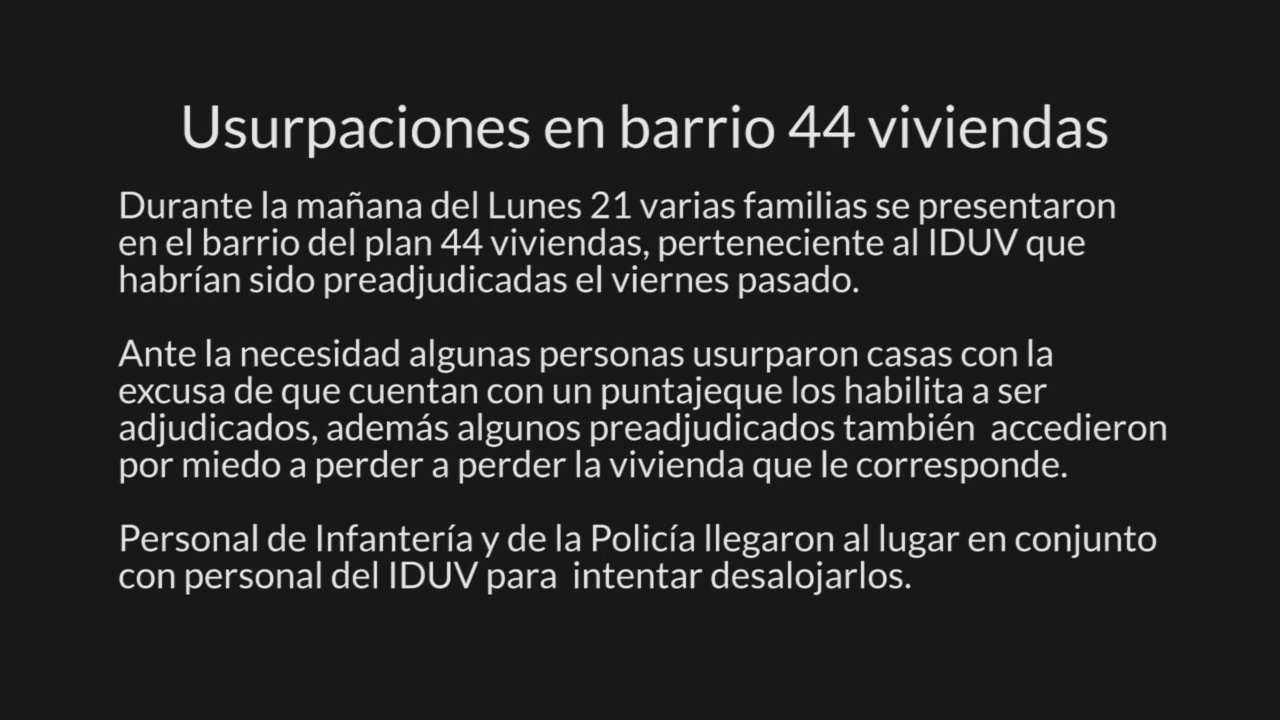 Usurpaciones en barrio 44 viviendas
Durante la mañana del Lunes 21 varias familias se presentaron
en el barrio del plan 44 viviendas, perteneciente al IDUV que
habrían sido preadjudicadas el viernes pasado.
Ante la necesidad algunas personas usurparon casas con la
excusa de que cuentan con un puntajeque los habilita a ser
adjudicados, además algunos preadjudicados también  accedieron
por miedo a perder a perder la vivienda que le corresponde.
Personal de Infantería y de la Policía llegaron al lugar en conjunto
con personal del IDUV para  intentar desalojarlos.